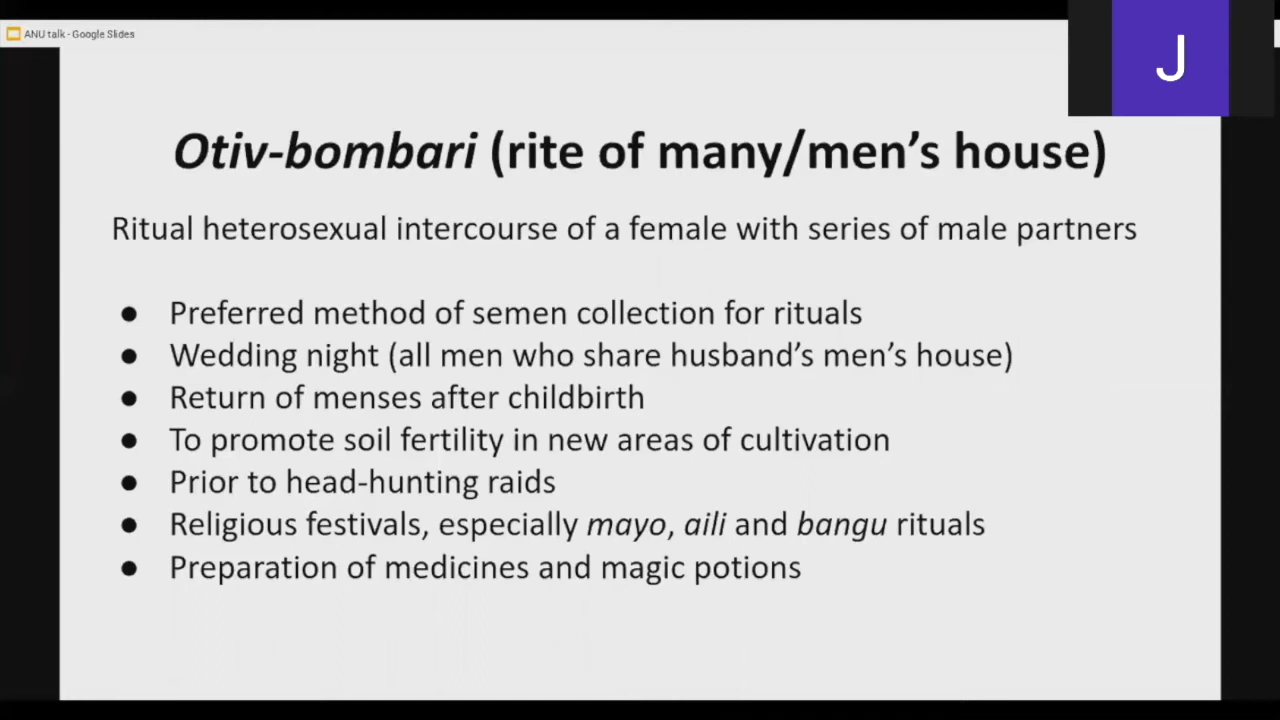 ANU talk - Google Slides
J
Otiv-bombari (rite of many/men's house)
Ritual heterosexual intercourse of a female with series of male partners
● Preferred method of semen collection for rituals
● Wedding night (all men who share husband's men's house)
● Return of menses after childbirth
● To promote soil fertility in new areas of cultivation
● Prior to head-hunting raids
● Religious festivals, especially mayo, aili and bangu rituals
● Preparation of medicines and magic potions